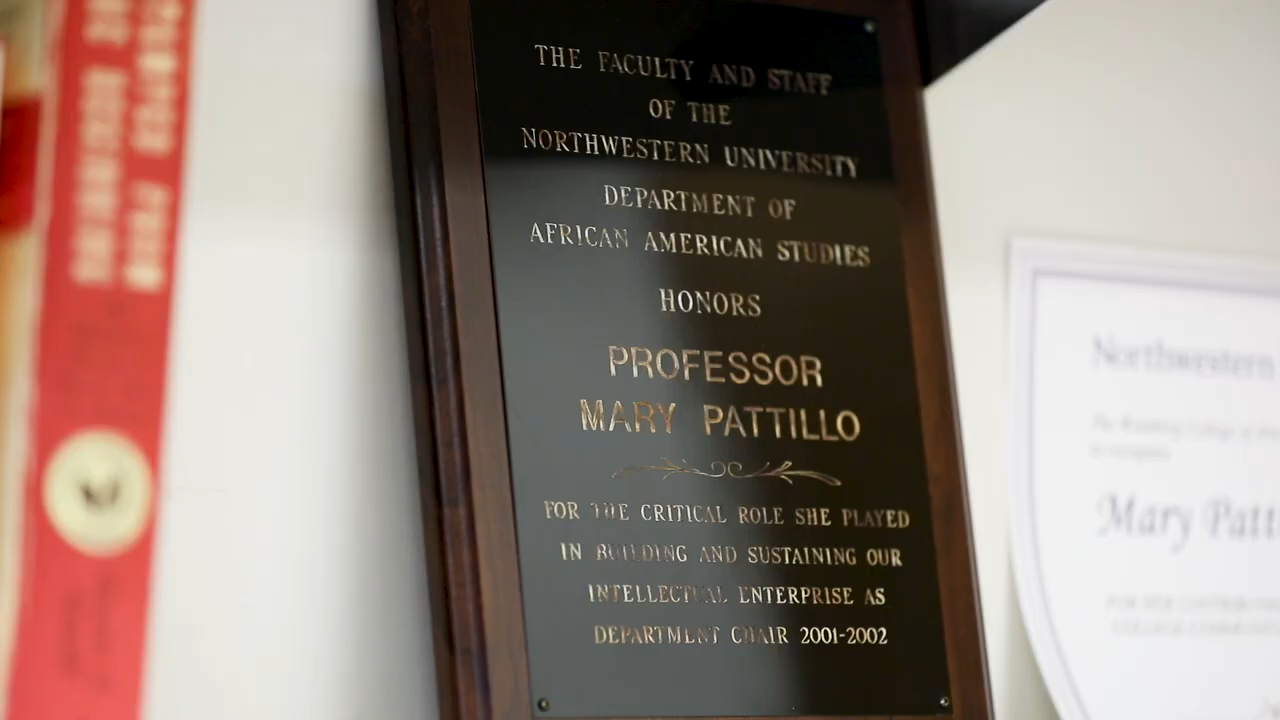 THE FACULTY AND STAFF
OF THE
NORTHWESTERN UNIVERSITY
DEPARTMENT OF
AFRICAN AMERICAN STUDIES
HONORS
PROFESSOR
MARY PATTILLO
FOR THE CRITICAL ROLE SHE PLAYED
IN BUILDING AND SUSTAINING OUR
INTELLECTUAL ENTERPRISE AS
DEPARTMENT CHAIR 2001-2002
Northwestern
Mary Patt